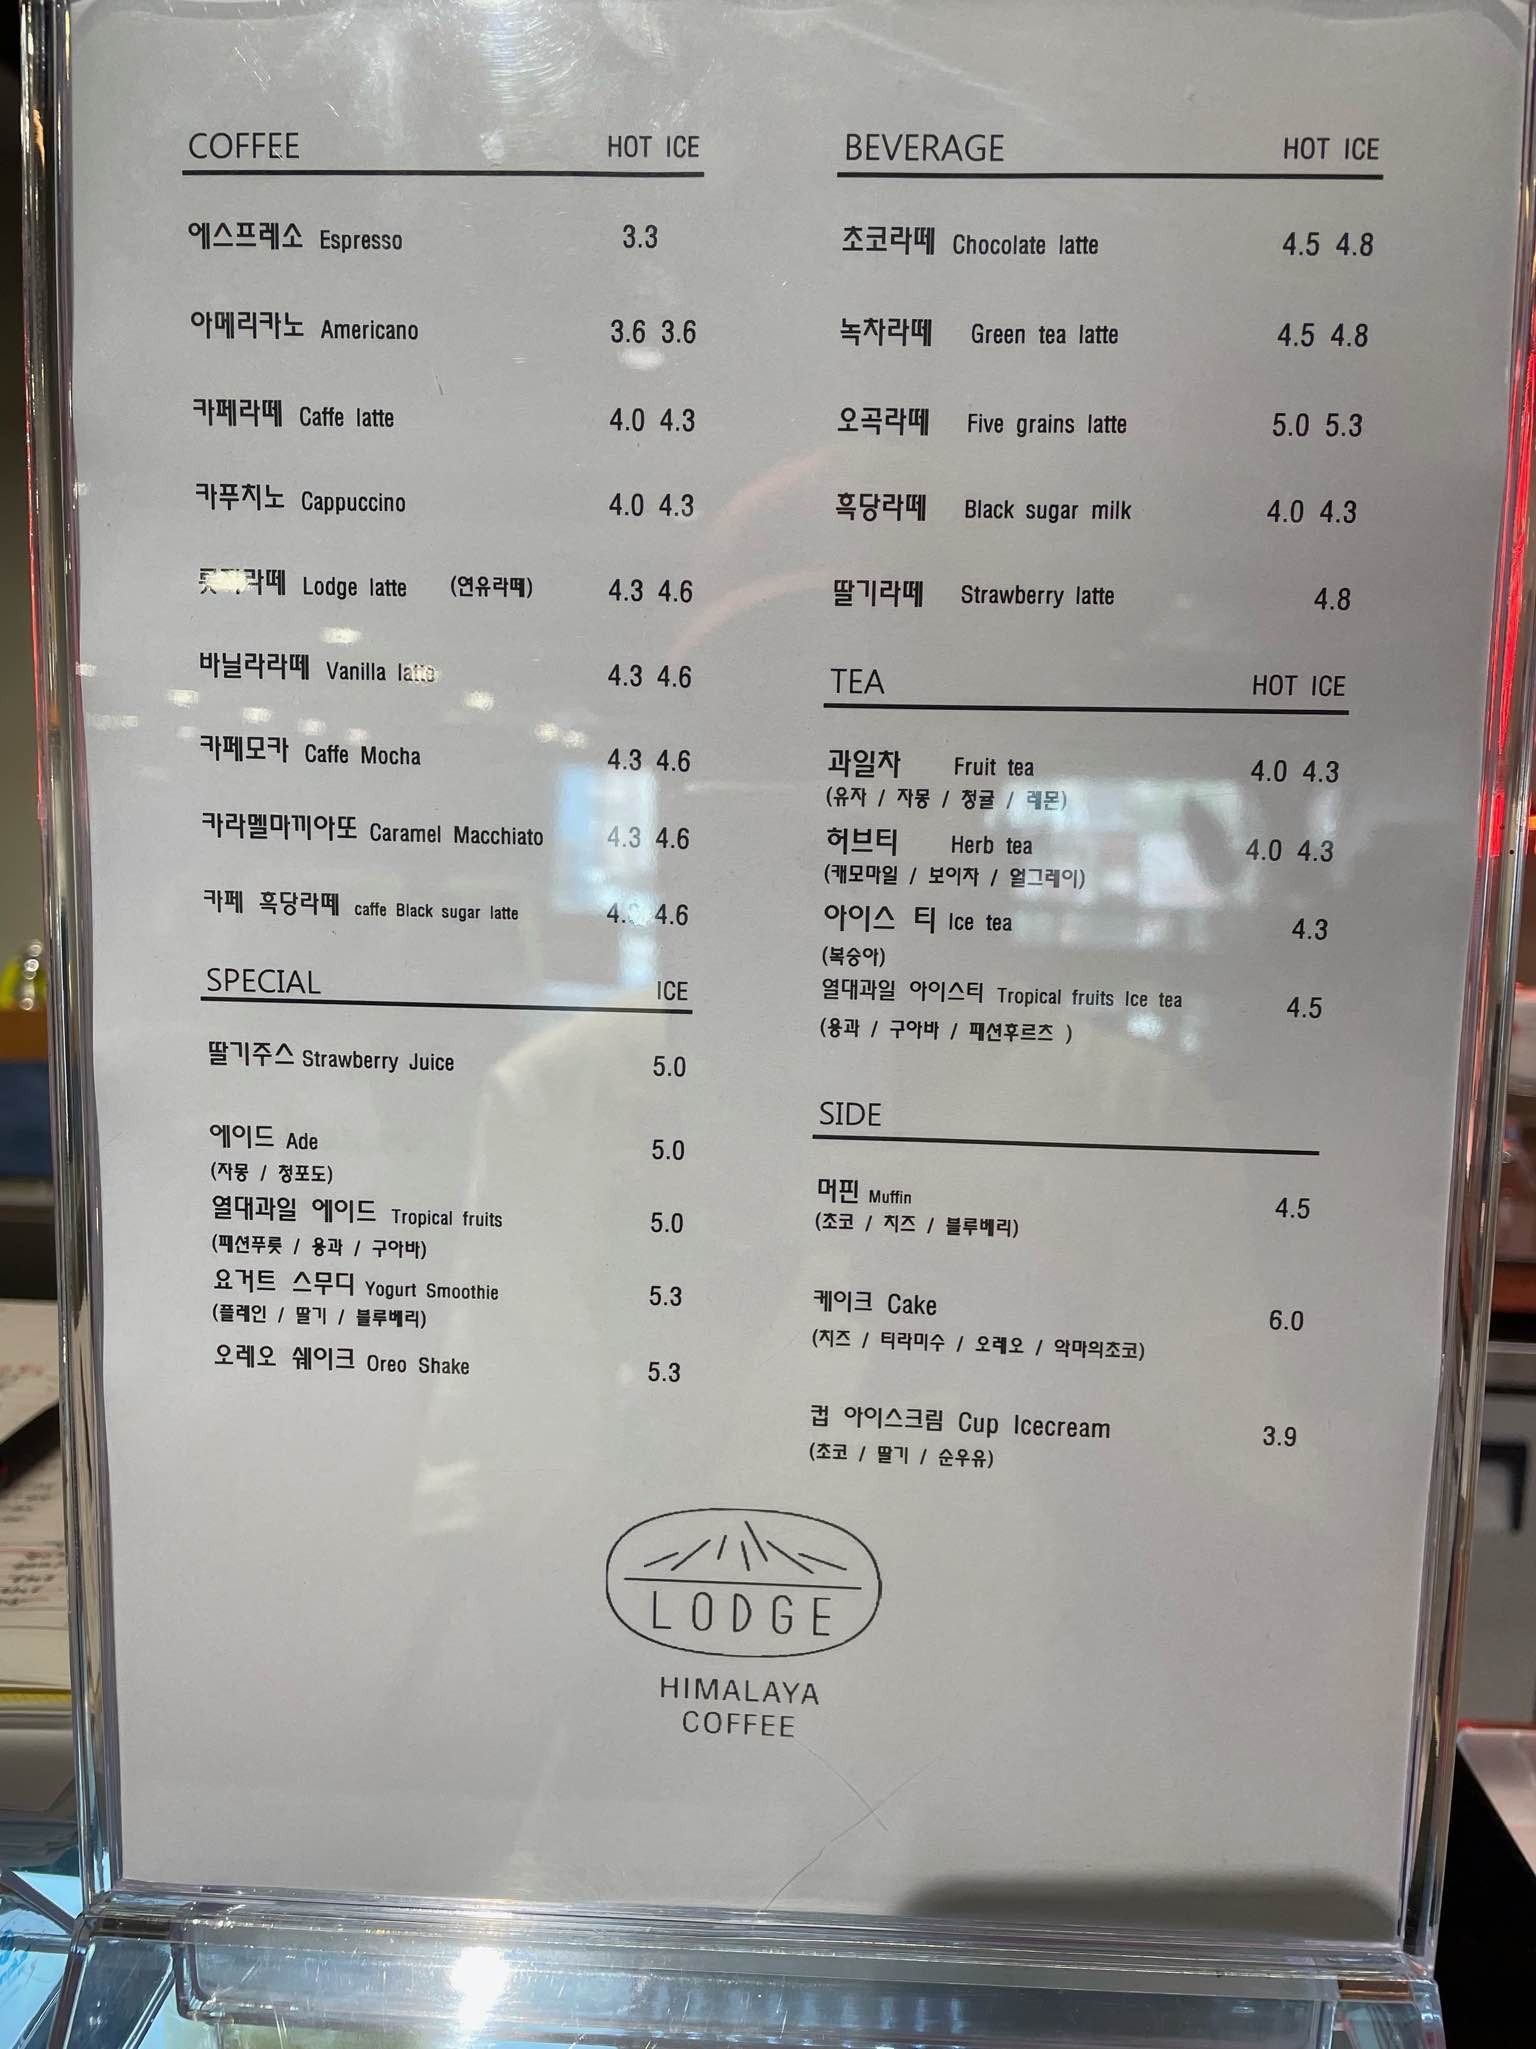 COFFEE HOT ICE
에스프레소 Espresso 3.3
아메리카노 Americano 3.6 3.6
카페라떼 Caffe latte 4.0 4.3
카푸치노 Cappuccino 4.0 4.3
라떼 Lodge latte (연유라떼) 4.3 4.6
바닐라라떼 Vanilla latte 4.3 4.6
카페모카 Caffe Mocha 4.3 4.6
카라멜마끼아또 Caramel Macchiato 4.3 4.6
카페 흑당라떼 caffe Black sugar latte 4.6
SPECIAL ICE
딸기주스 Strawberry Juice 5.0
에이드 Ade 5.0
(자몽 / 청포도)
열대과일 에이드 Tropical fruits 5.0
(패션푸룻 / 용과 / 구아바)
요거트 스무디 Yogurt Smoothie 5.3
(플레인 / 딸기 / 블루베리)
오레오 쉐이크 Oreo Shake 5.3
BEVERAGE HOT ICE
초코라떼 Chocolate latte 4.5 4.8
녹차라떼 Green tea latte 4.5 4.8
오곡라떼 Five grains latte 5.0 5.3
흑당라떼 Black sugar milk 4.0 4.3
딸기라떼 Strawberry latte 4.8
TEA HOT ICE
과일차 Fruit tea 4.0 4.3
(유자 / 자몽 / 청귤 / 레몬)
허브티 Herb tea 4.0 4.3
(캐모마일 / 보이차 / 얼그레이)
아이스 티 Ice tea 4.3
(복숭아)
열대과일 아이스티 Tropical fruits Ice tea 4.5
(용과 / 구아바 / 패션후르츠 )
SIDE
머핀 Muffin 4.5
(초코 / 치즈 / 블루베리)
케이크 Cake 6.0
(치즈 / 티라미수 / 오레오 / 악마의초코)
컵 아이스크림 Cup Icecream 3.9
(초코 / 딸기 / 순우유)
LODGE
HIMALAYA
COFFEE